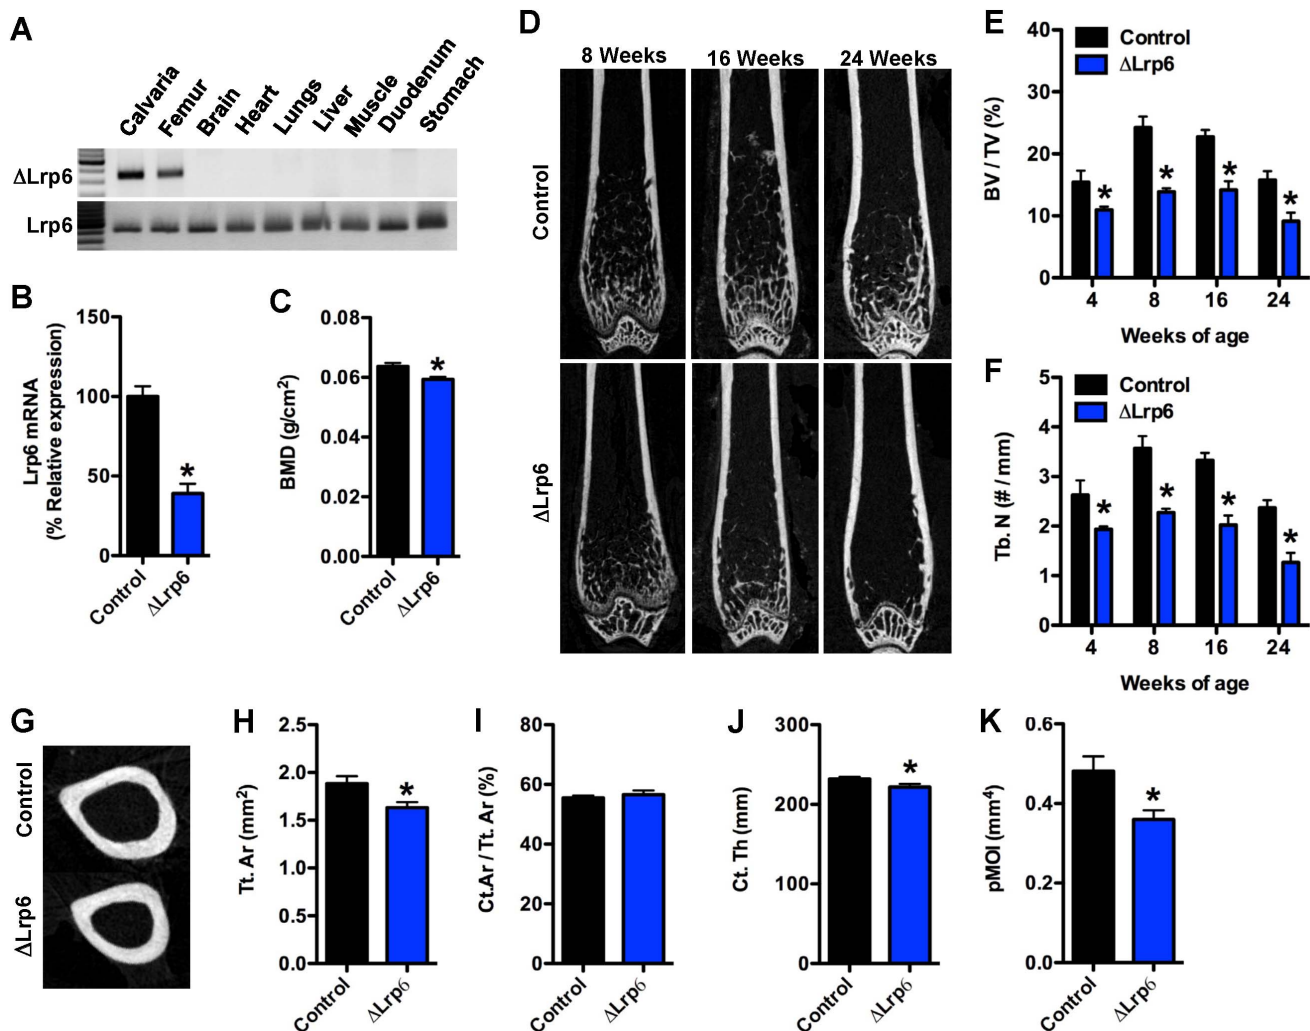 A
Calvaria
Femur
Brain
Heart
Lungs
Liver
Muscle
Duodenum
Stomach
ΔLrp6
Lrp6
B
Lrp6 mRNA
(% Relative expression)
150
100
50
0
Control
ΔLrp6
*
C
BMD (g/cm²)
0.08
0.06
0.04
0.02
0.00
Control
ΔLrp6
*
D
8 Weeks
16 Weeks
24 Weeks
Control
ΔLrp6
E
Control
ΔLrp6
BV / TV (%)
40
30
20
10
0
* * * *
4 8 16 24
Weeks of age
F
Control
ΔLrp6
Tb. N (# / mm)
5
4
3
2
1
0
* * * *
4 8 16 24
Weeks of age
G
Control
ΔLrp6
H
Tt. Ar (mm²)
2.5
2.0
1.5
1.0
0.5
0.0
*
Control
ΔLrp6
I
Ct.Ar / Tt. Ar (%)
80
60
40
20
0
Control
ΔLrp6
J
Ct. Th (mm)
300
200
100
0
*
Control
ΔLrp6
K
pMOI (mm⁴)
0.6
0.4
0.2
0.0
*
Control
ΔLrp6